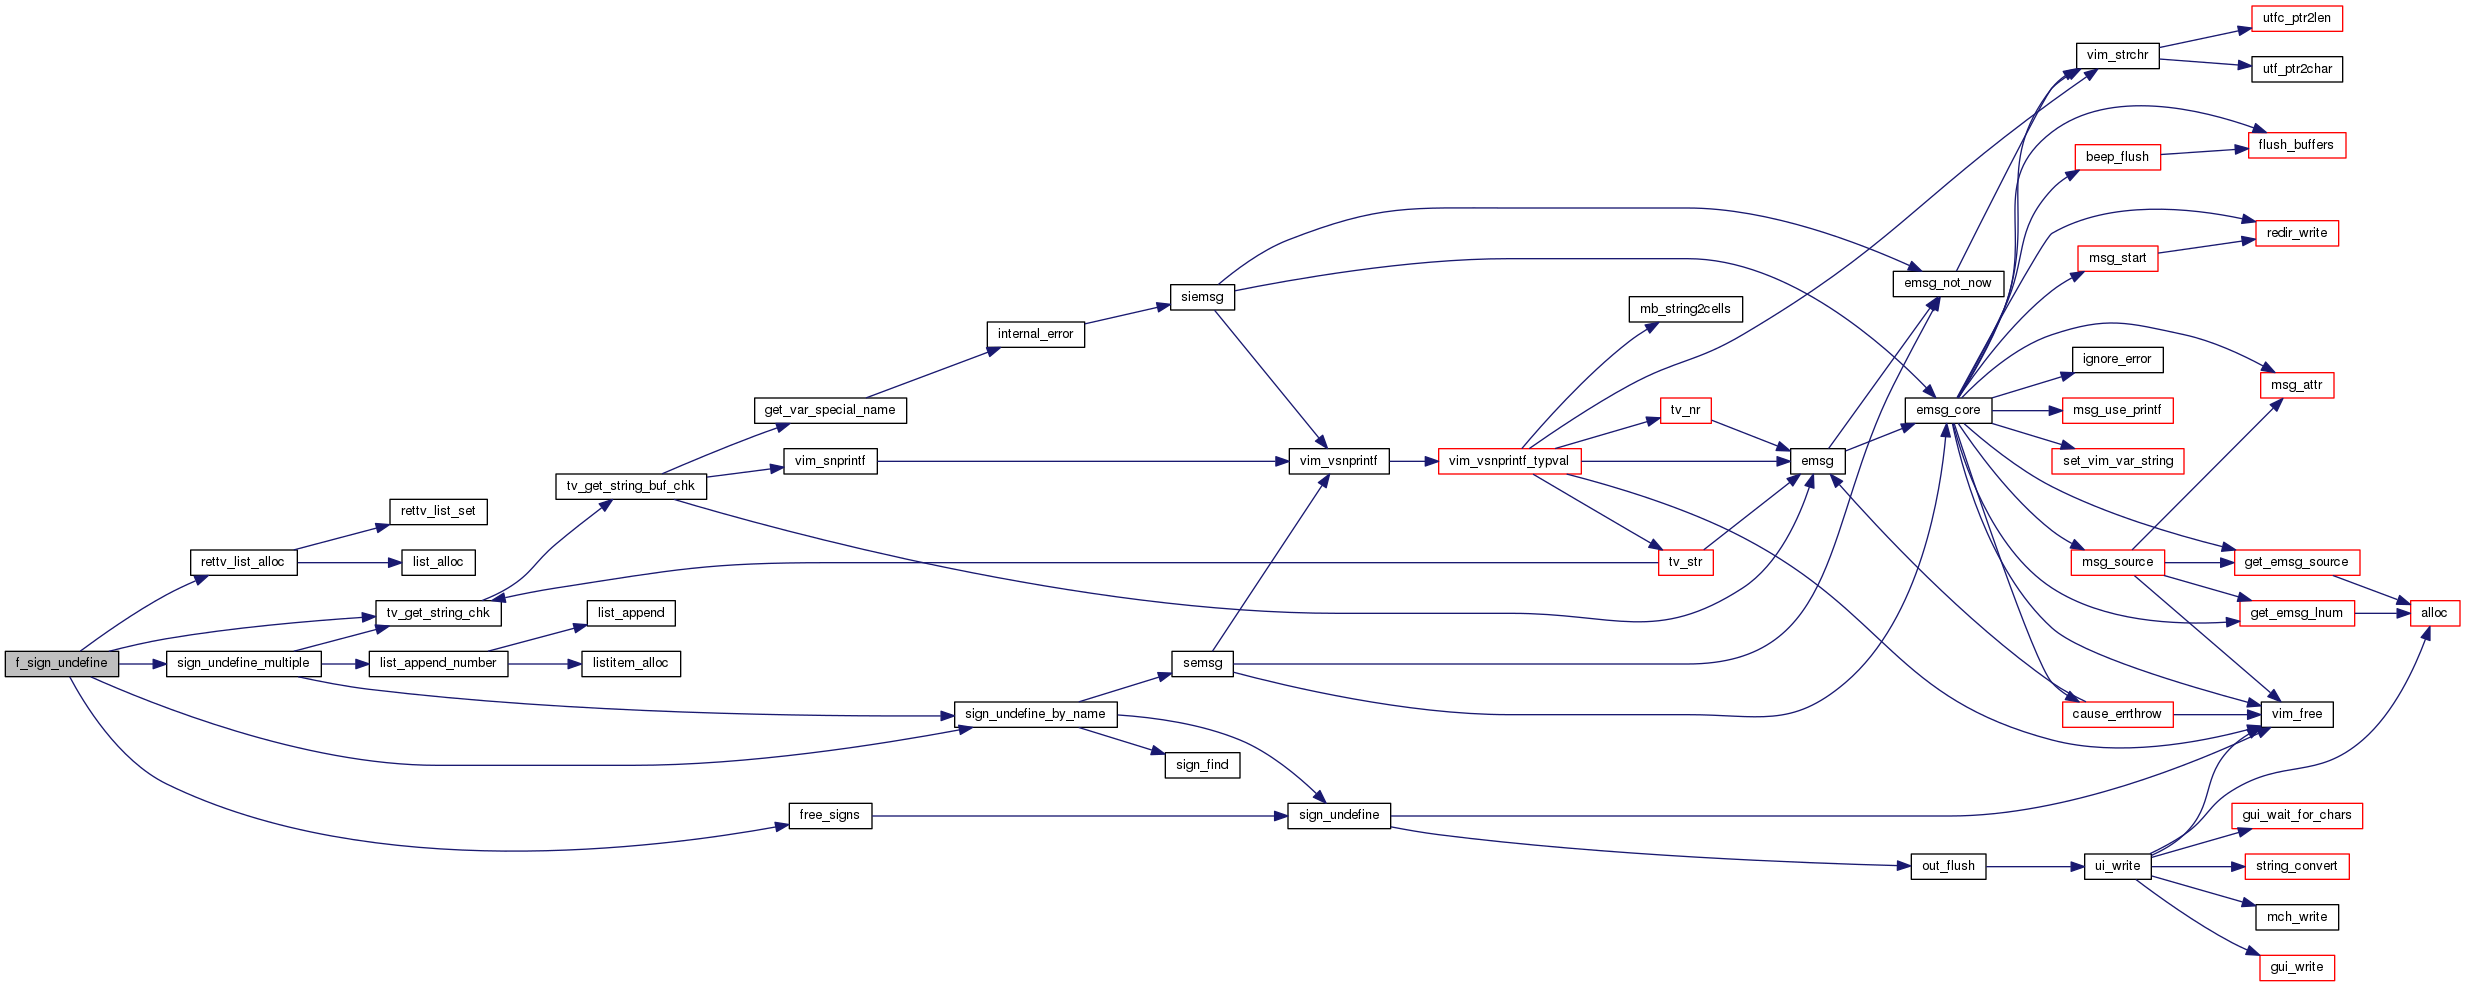 f_sign_undefine
rettv_list_alloc
rettv_list_set
list_alloc
tv_get_string_chk
sign_undefine_multiple
list_append_number
list_append
listitem_alloc
tv_get_string_buf_chk
get_var_special_name
vim_snprintf
internal_error
siemsg
sign_undefine_by_name
semsg
sign_find
free_signs
sign_undefine
vim_vsnprintf
vim_vsnprintf_typval
mb_string2cells
tv_nr
tv_str
emsg
emsg_not_now
emsg_core
out_flush
vim_strchr
utfc_ptr2len
utf_ptr2char
beep_flush
flush_buffers
redir_write
msg_start
ignore_error
msg_attr
msg_use_printf
set_vim_var_string
msg_source
get_emsg_source
get_emsg_lnum
alloc
cause_errthrow
vim_free
ui_write
gui_wait_for_chars
string_convert
mch_write
gui_write